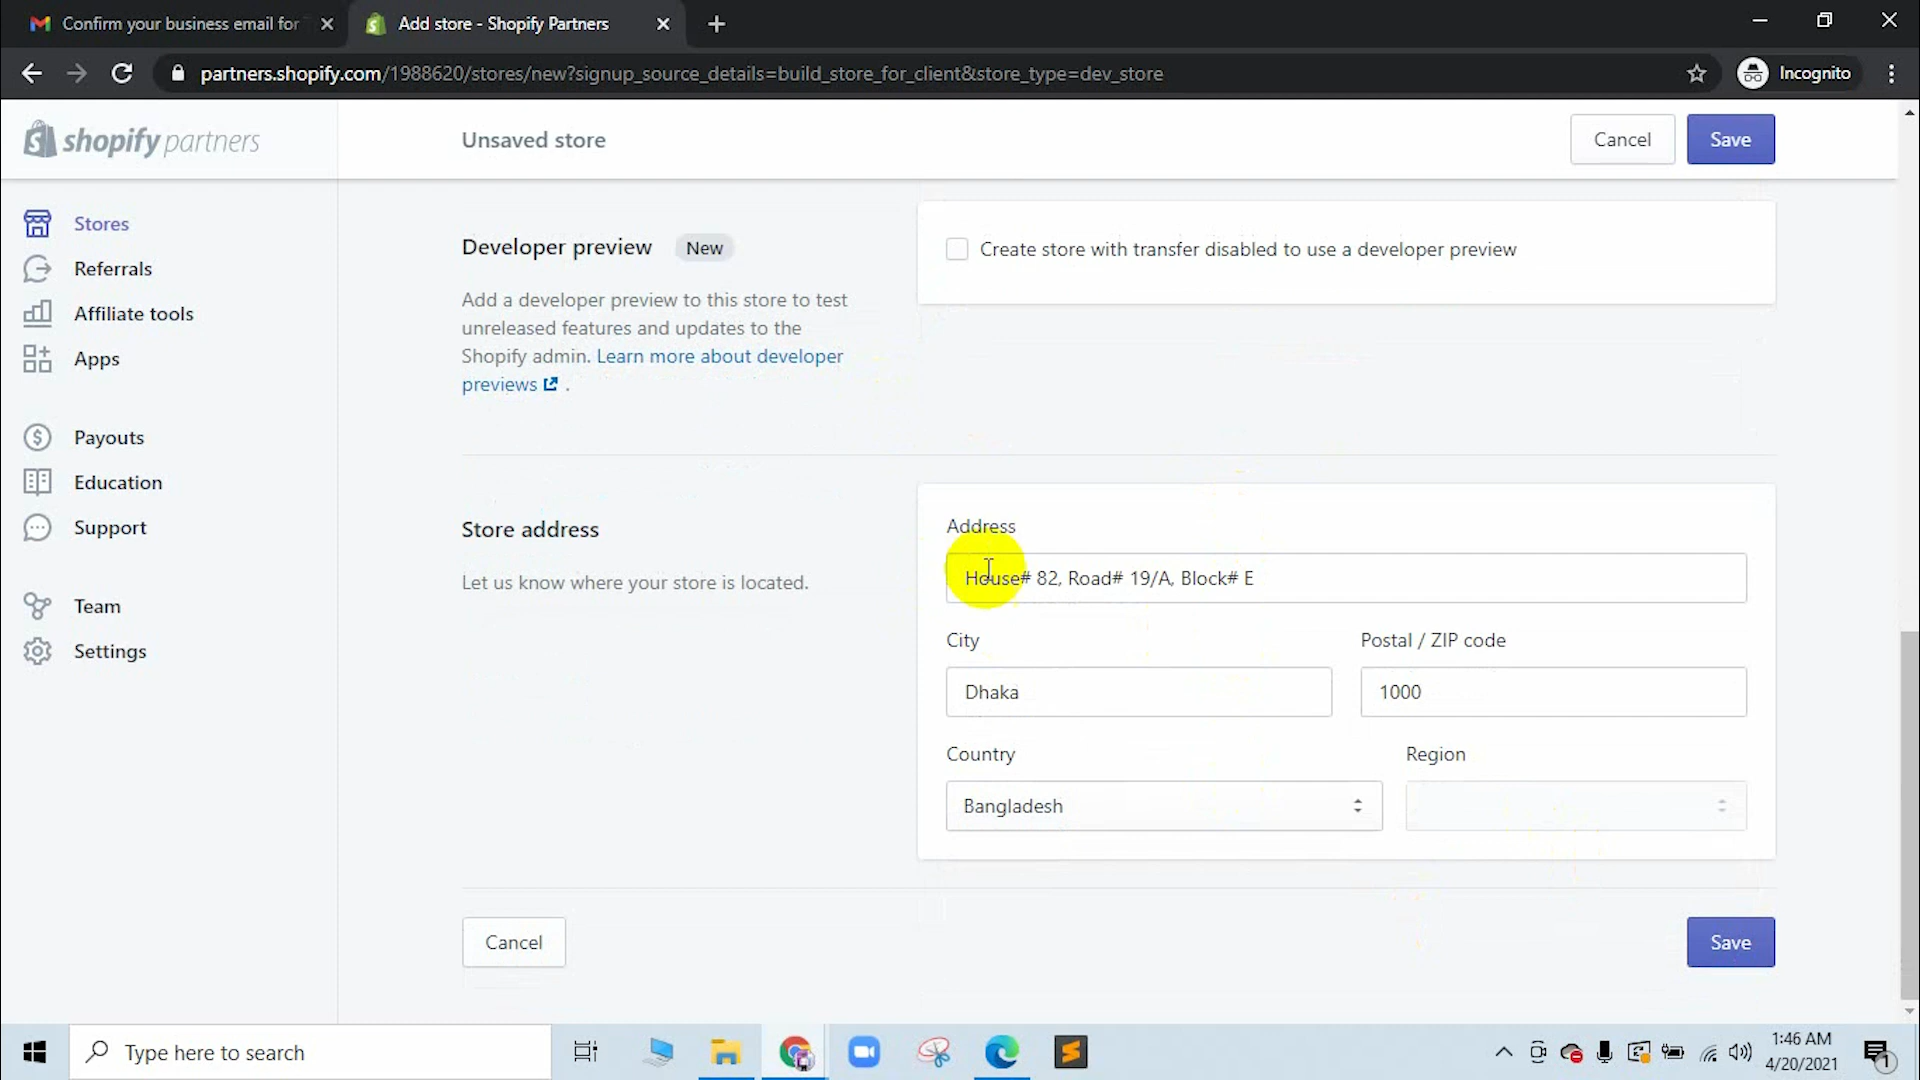 Confirm your business email for
Add store - Shopify Partners
partners.shopify.com/1988620/stores/new?signup_source_details=build_store_for_client&store_type=dev_store
Incognito
shopify partners
Unsaved store
Cancel
Save
Stores
Referrals
Affiliate tools
Apps
Payouts
Education
Support
Team
Settings
Developer preview New
Add a developer preview to this store to test
unreleased features and updates to the
Shopify admin. Learn more about developer
previews .
Create store with transfer disabled to use a developer preview
Store address
Let us know where your store is located.
Address
House# 82, Road# 19/A, Block# E
City
Postal / ZIP code
Dhaka
1000
Country
Region
Bangladesh
Cancel
Save
Type here to search
1:46 AM
4/20/2021
1